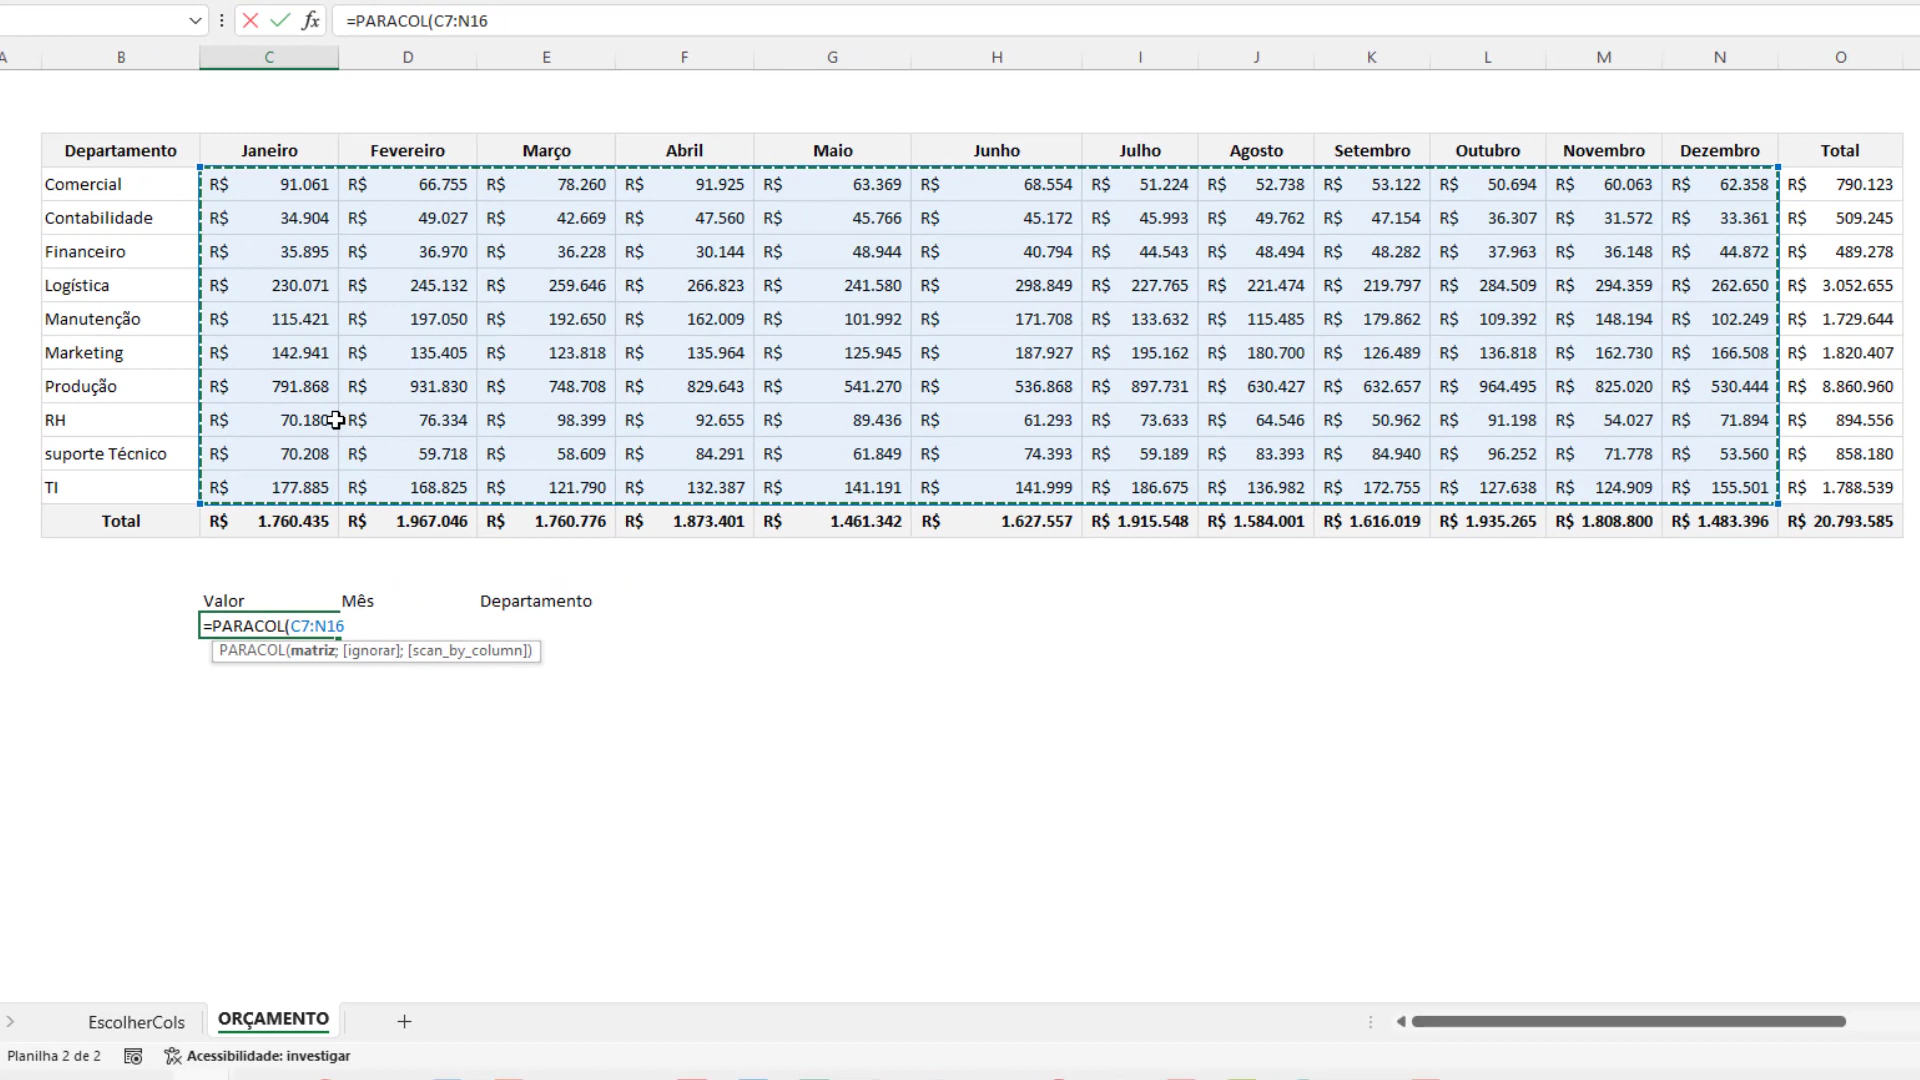 fx =PARACOL(C7:N16
A B C D E F G H I J K L M N O
Departamento Janeiro Fevereiro Março Abril Maio Junho Julho Agosto Setembro Outubro Novembro Dezembro Total
Comercial R$ 91.061 R$ 66.755 R$ 78.260 R$ 91.925 R$ 63.369 R$ 68.554 R$ 51.224 R$ 52.738 R$ 53.122 R$ 50.694 R$ 60.063 R$ 62.358 R$ 790.123
Contabilidade R$ 34.904 R$ 49.027 R$ 42.669 R$ 47.560 R$ 45.766 R$ 45.172 R$ 45.993 R$ 49.762 R$ 47.154 R$ 36.307 R$ 31.572 R$ 33.361 R$ 509.245
Financeiro R$ 35.895 R$ 36.970 R$ 36.228 R$ 30.144 R$ 48.944 R$ 40.794 R$ 44.543 R$ 48.494 R$ 48.282 R$ 37.963 R$ 36.148 R$ 44.872 R$ 489.278
Logística R$ 230.071 R$ 245.132 R$ 259.646 R$ 266.823 R$ 241.580 R$ 298.849 R$ 227.765 R$ 221.474 R$ 219.797 R$ 284.509 R$ 294.359 R$ 262.650 R$ 3.052.655
Manutenção R$ 115.421 R$ 197.050 R$ 192.650 R$ 162.009 R$ 101.992 R$ 171.708 R$ 133.632 R$ 115.485 R$ 179.862 R$ 109.392 R$ 148.194 R$ 102.249 R$ 1.729.644
Marketing R$ 142.941 R$ 135.405 R$ 123.818 R$ 135.964 R$ 125.945 R$ 187.927 R$ 195.162 R$ 180.700 R$ 126.489 R$ 136.818 R$ 162.730 R$ 166.508 R$ 1.820.407
Produção R$ 791.868 R$ 931.830 R$ 748.708 R$ 829.643 R$ 541.270 R$ 536.868 R$ 897.731 R$ 630.427 R$ 632.657 R$ 964.495 R$ 825.020 R$ 530.444 R$ 8.860.960
RH R$ 70.180 R$ 76.334 R$ 98.399 R$ 92.655 R$ 89.436 R$ 61.293 R$ 73.633 R$ 64.546 R$ 50.962 R$ 91.198 R$ 54.027 R$ 71.894 R$ 894.556
suporte Técnico R$ 70.208 R$ 59.718 R$ 58.609 R$ 84.291 R$ 61.849 R$ 74.393 R$ 59.189 R$ 83.393 R$ 84.940 R$ 96.252 R$ 71.778 R$ 53.560 R$ 858.180
TI R$ 177.885 R$ 168.825 R$ 121.790 R$ 132.387 R$ 141.191 R$ 141.999 R$ 186.675 R$ 136.982 R$ 172.755 R$ 127.638 R$ 124.909 R$ 155.501 R$ 1.788.539
Total R$ 1.760.435 R$ 1.967.046 R$ 1.760.776 R$ 1.873.401 R$ 1.461.342 R$ 1.627.557 R$ 1.915.548 R$ 1.584.001 R$ 1.616.019 R$ 1.935.265 R$ 1.808.800 R$ 1.483.396 R$ 20.793.585
Valor Mês Departamento
=PARACOL(C7:N16
PARACOL(matriz; [ignorar]; [scan_by_column])
EscolherCols ORÇAMENTO
Planilha 2 de 2 Acessibilidade: investigar